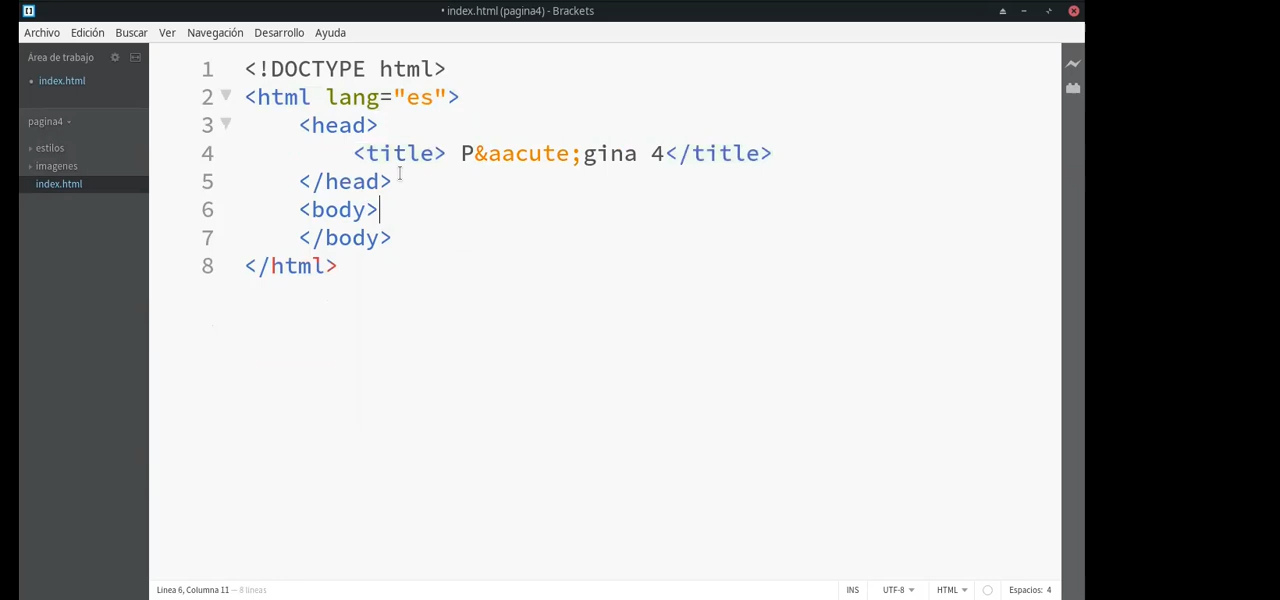 • index.html (pagina4) - Brackets
Archivo Edición Buscar Ver Navegación Desarrollo Ayuda
Área de trabajo
• index.html
pagina4
estilos
imagenes
index.html
1 <!DOCTYPE html>
2 <html lang="es">
3 <head>
4 <title> P&aacute;gina 4</title>
5 </head>
6 <body>
7 </body>
8 </html>
Línea 6, Columna 11 — 8 líneas
INS UTF-8 HTML Espacios: 4